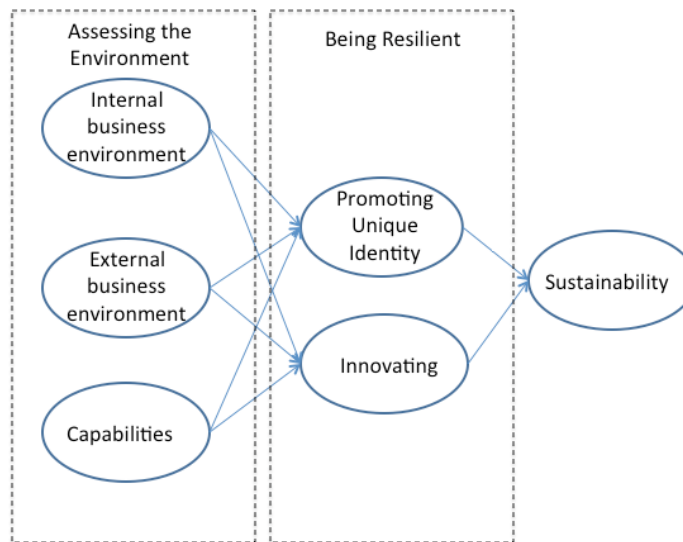 Assessing the
Environment
Internal
business
environment
External
business
environment
Capabilities
Being Resilient
Promoting
Unique
Identity
Innovating
Sustainability